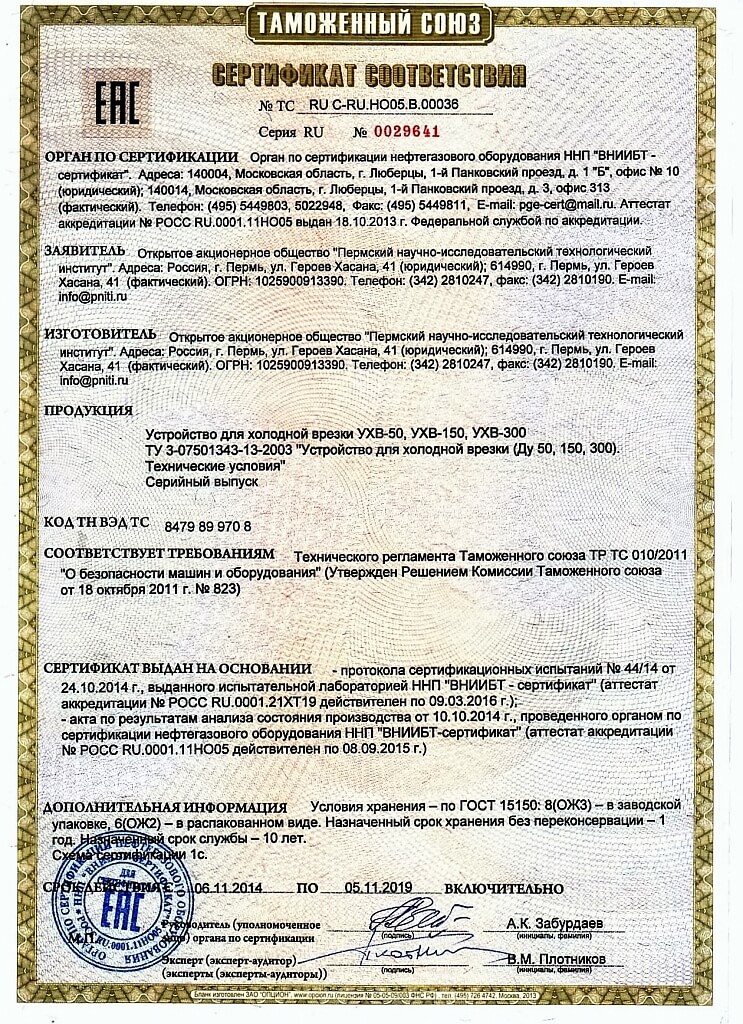 ТАМОЖЕННЫЙ СОЮЗ
СЕРТИФИКАТ СООТВЕТСТВИЯ
ЕАС
№ ТС RU C-RU.НО05.В.00036
Серия RU № 0029641
ОРГАН ПО СЕРТИФИКАЦИИ Орган по сертификации нефтегазового оборудования ННП "ВНИИБТ -
сертификат". Адреса: 140004, Московская область, г. Люберцы, 1-й Панковский проезд, д. 1 "Б", офис № 10
(юридический); 140014, Московская область, г. Люберцы, 1-й Панковский проезд, д. 3, офис 313
(фактический). Телефон: (495) 5449803, 5022948, Факс: (495) 5449811, E-mail: pge-cert@mail.ru. Аттестат
аккредитации № РОСС RU.0001.11НО05 выдан 18.10.2013 г. Федеральной службой по аккредитации.
ЗАЯВИТЕЛЬ Открытое акционерное общество "Пермский научно-исследовательский технологический
институт". Адреса: Россия, г. Пермь, ул. Героев Хасана, 41 (юридический); 614990, г. Пермь, ул. Героев
Хасана, 41 (фактический). ОГРН: 1025900913390. Телефон: (342) 2810247, факс: (342) 2810190. E-mail:
info@pniti.ru
ИЗГОТОВИТЕЛЬ Открытое акционерное общество "Пермский научно-исследовательский технологический
институт". Адреса: Россия, г. Пермь, ул. Героев Хасана, 41 (юридический); 614990, г. Пермь, ул. Героев
Хасана, 41 (фактический). ОГРН: 1025900913390. Телефон: (342) 2810247, факс: (342) 2810190. E-mail:
info@pniti.ru
ПРОДУКЦИЯ
Устройство для холодной врезки УХВ-50, УХВ-150, УХВ-300
ТУ 3-07501343-13-2003 "Устройство для холодной врезки (Ду 50, 150, 300).
Технические условия"
Серийный выпуск
КОД ТН ВЭД ТС 8479 89 970 8
СООТВЕТСТВУЕТ ТРЕБОВАНИЯМ Технического регламента Таможенного союза ТР ТС 010/2011
"О безопасности машин и оборудования" (Утвержден Решением Комиссии Таможенного союза
от 18 октября 2011 г. № 823)
СЕРТИФИКАТ ВЫДАН НА ОСНОВАНИИ - протокола сертификационных испытаний № 44/14 от
24.10.2014 г., выданного испытательной лабораторией ННП "ВНИИБТ - сертификат" (аттестат
аккредитации № РОСС RU.0001.21ХТ19 действителен по 09.03.2016 г.);
- акта по результатам анализа состояния производства от 10.10.2014 г., проведенного органом по
сертификации нефтегазового оборудования ННП "ВНИИБТ-сертификат" (аттестат аккредитации
№ РОСС RU.0001.11НО05 действителен по 08.09.2015 г.)
ДОПОЛНИТЕЛЬНАЯ ИНФОРМАЦИЯ Условия хранения – по ГОСТ 15150: 8(ОЖ3) – в заводской
упаковке, 6(ОЖ2) – в распакованном виде. Назначенный срок хранения без переконсервации – 1
год. Назначенный срок службы – 10 лет.
Схема сертификации 1с.
СРОК ДЕЙСТВИЯ С 06.11.2014 ПО 05.11.2019 ВКЛЮЧИТЕЛЬНО
М.П.
Руководитель (уполномоченное
лицо) органа по сертификации
(подпись)
А.К. Забурдаев
(инициалы, фамилия)
Эксперт (эксперт-аудитор)
(эксперты (эксперты-аудиторы))
(подпись)
В.М. Плотников
(инициалы, фамилия)
для
ЕАС
Бланк изготовлен ЗАО "ОПЦИОН", www.opcion.ru (лицензия № 05-05-09/003 ФНС РФ), тел. (495) 726 4742, Москва, 2013